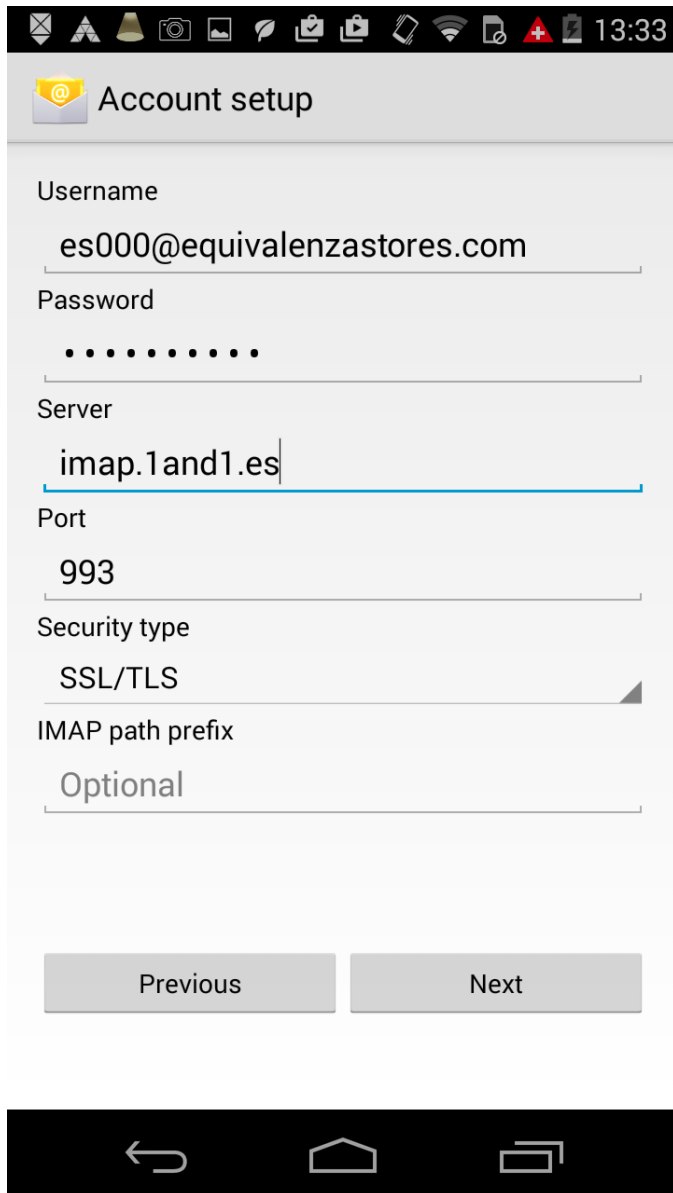 13:33
Account setup
Username
es000@equivalenzastores.com
Password
Server
imap.1and1.es
Port
993
Security type
SSL/TLS
IMAP path prefix
Optional
Previous Next